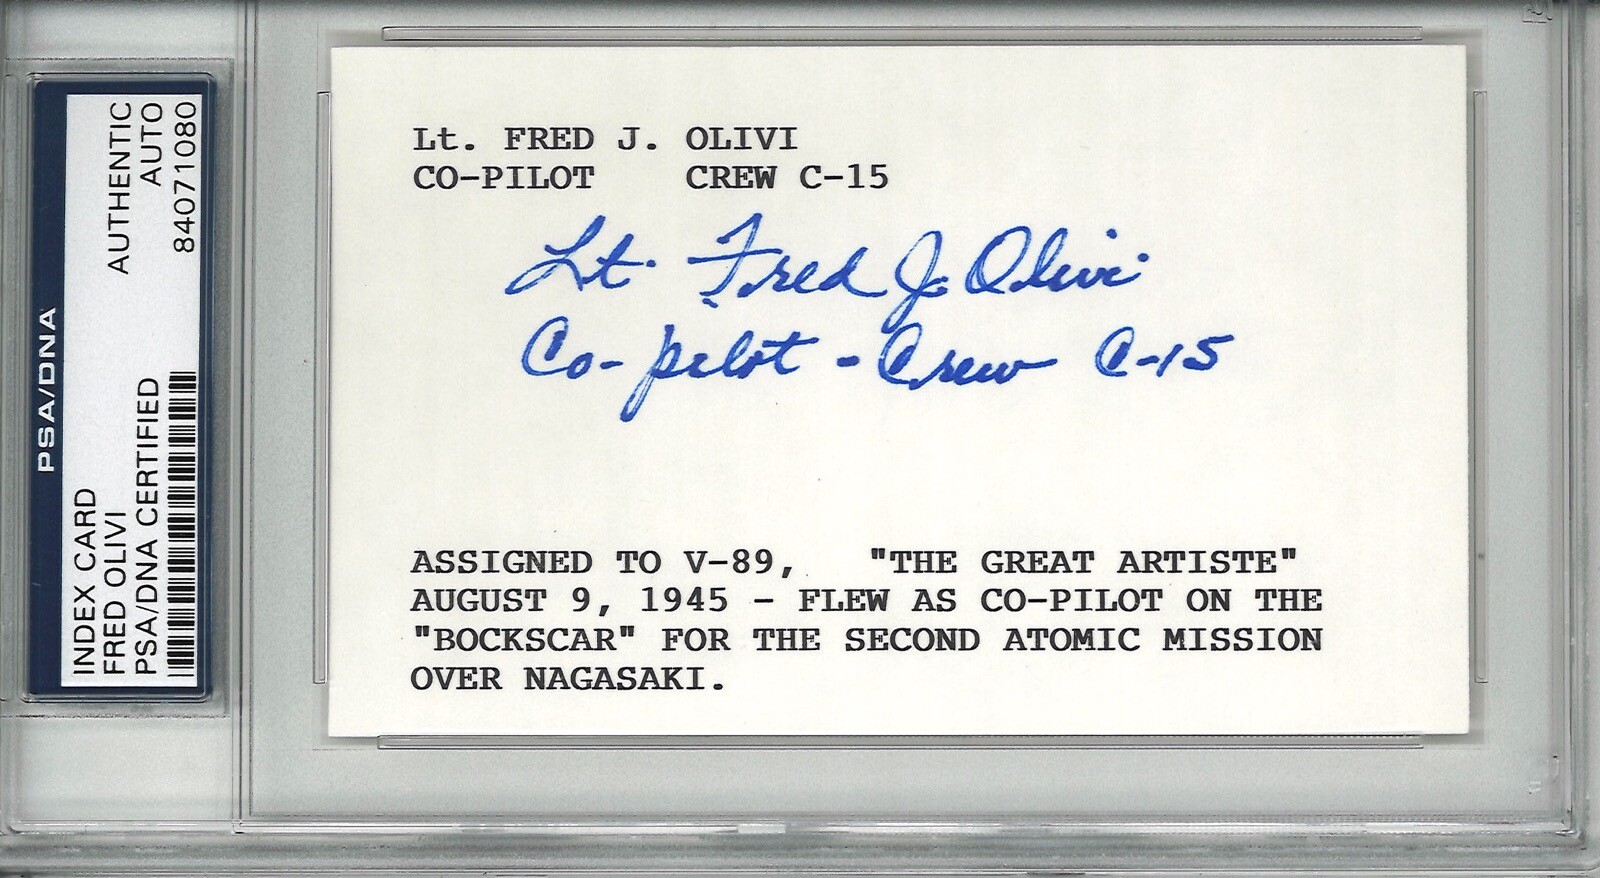 PSA/DNA
INDEX CARD
FRED OLIVI
PSA/DNA CERTIFIED
AUTHENTIC
AUTO
84071080
Lt. FRED J. OLIVI
CO-PILOT CREW C-15
Lt. Fred J. Olivi
Co-pilot - Crew C-15
ASSIGNED TO V-89, "THE GREAT ARTISTE"
AUGUST 9, 1945 - FLEW AS CO-PILOT ON THE
"BOCKSCAR" FOR THE SECOND ATOMIC MISSION
OVER NAGASAKI.